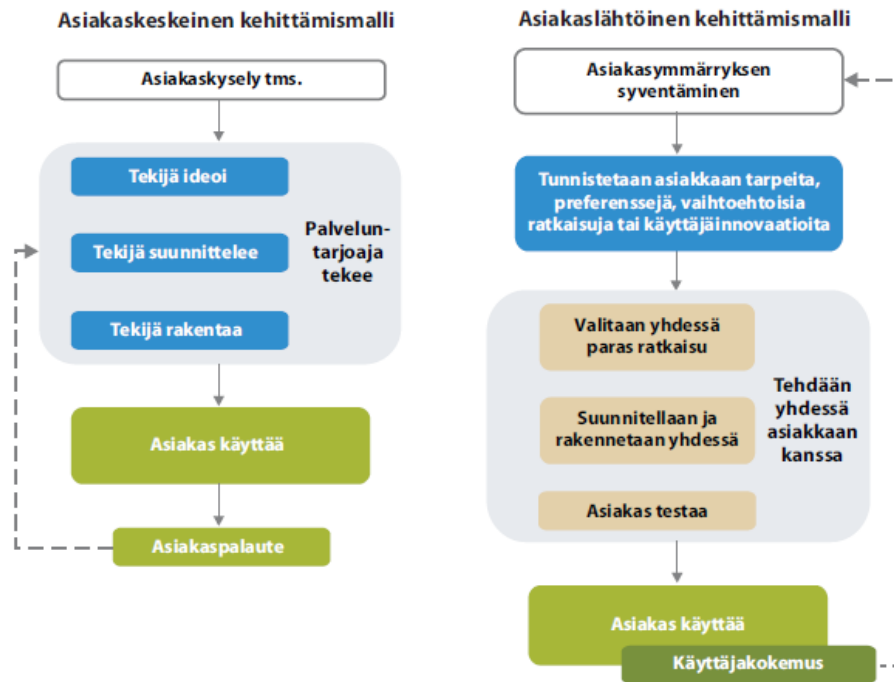 Asiakaskeskeinen kehittämismalli
Asiakaskysely tms.
Tekijä ideoi
Tekijä suunnittelee
Tekijä rakentaa
Palvelun-
tarjoaja
tekee
Asiakas käyttää
Asiakaspalaute
Asiakaslähtöinen kehittämismalli
Asiakasymmärryksen
syventäminen
Tunnistetaan asiakkaan tarpeita,
preferenssejä, vaihtoehtoisia
ratkaisuja tai käyttäjäinnovaatioita
Valitaan yhdessä
paras ratkaisu
Suunnitellaan ja
rakennetaan yhdessä
Asiakas testaa
Tehdään
yhdessä
asiakkaan
kanssa
Asiakas käyttää
Käyttjakokemus